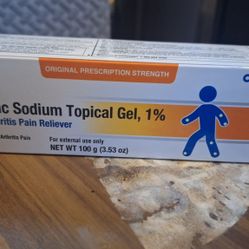 ORIGINAL PRESCRIPTION STRENGTH
ac Sodium Topical Gel, 1%
ritis Pain Reliever
Arthritis Pain
For external use only
NET WT 100 g (3.53 oz)